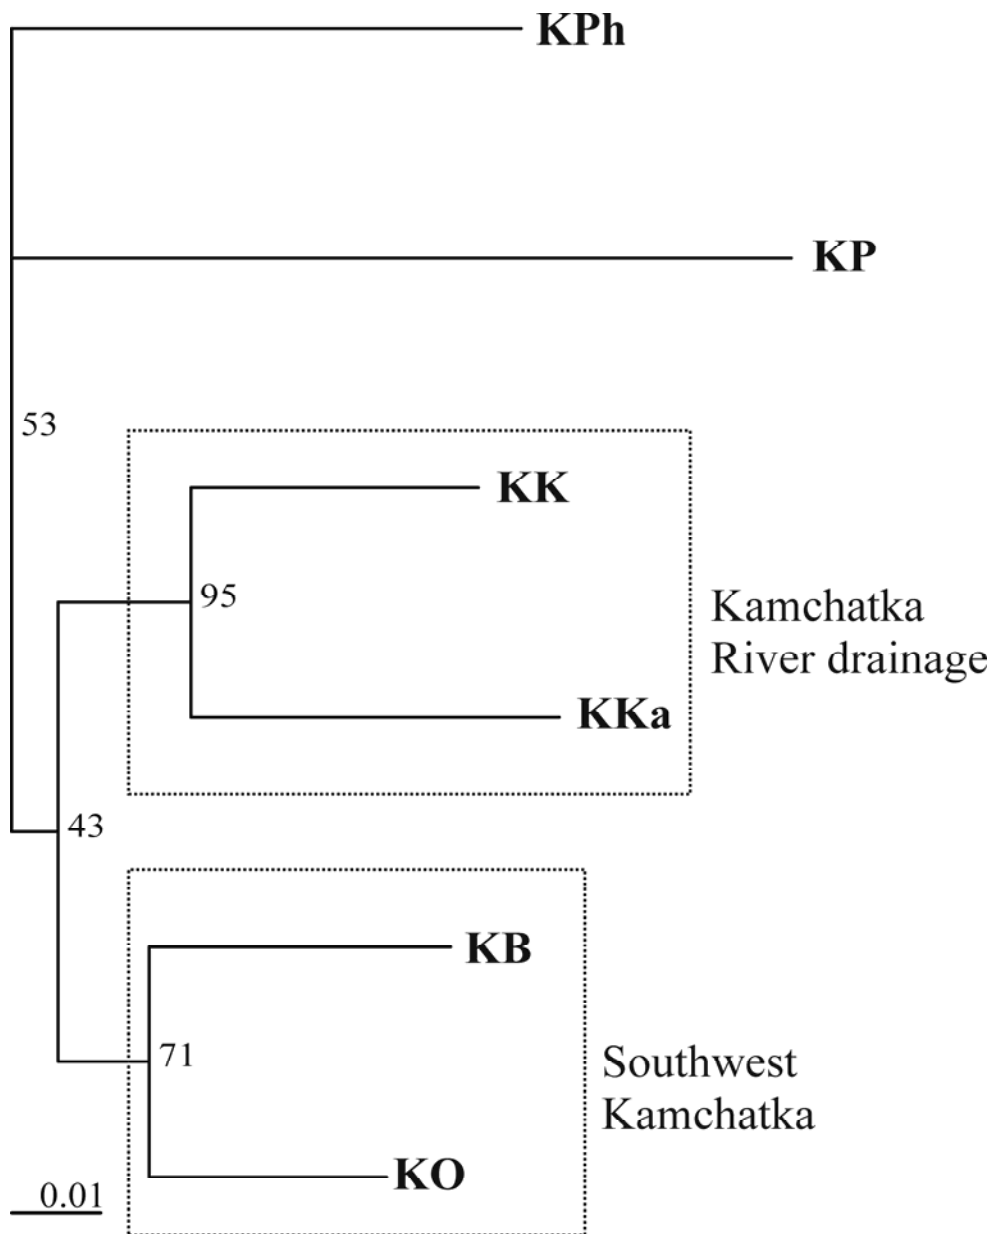 KPh
KP
53
KK
95
Kamchatka
River drainage
KKa
43
KB
71
Southwest
Kamchatka
KO
0.01